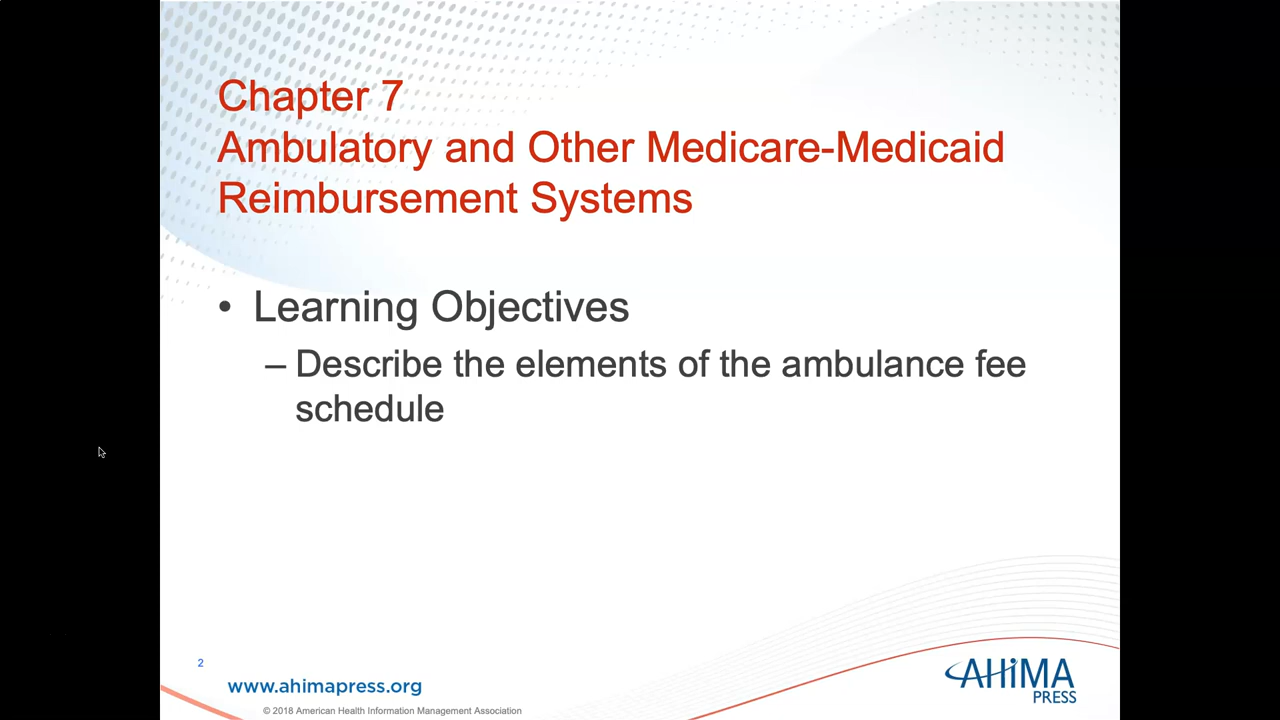 Chapter 7
Ambulatory and Other Medicare-Medicaid
Reimbursement Systems
• Learning Objectives
– Describe the elements of the ambulance fee
schedule
2
www.ahimapress.org
© 2018 American Health Information Management Association
AHiMA
PRESS